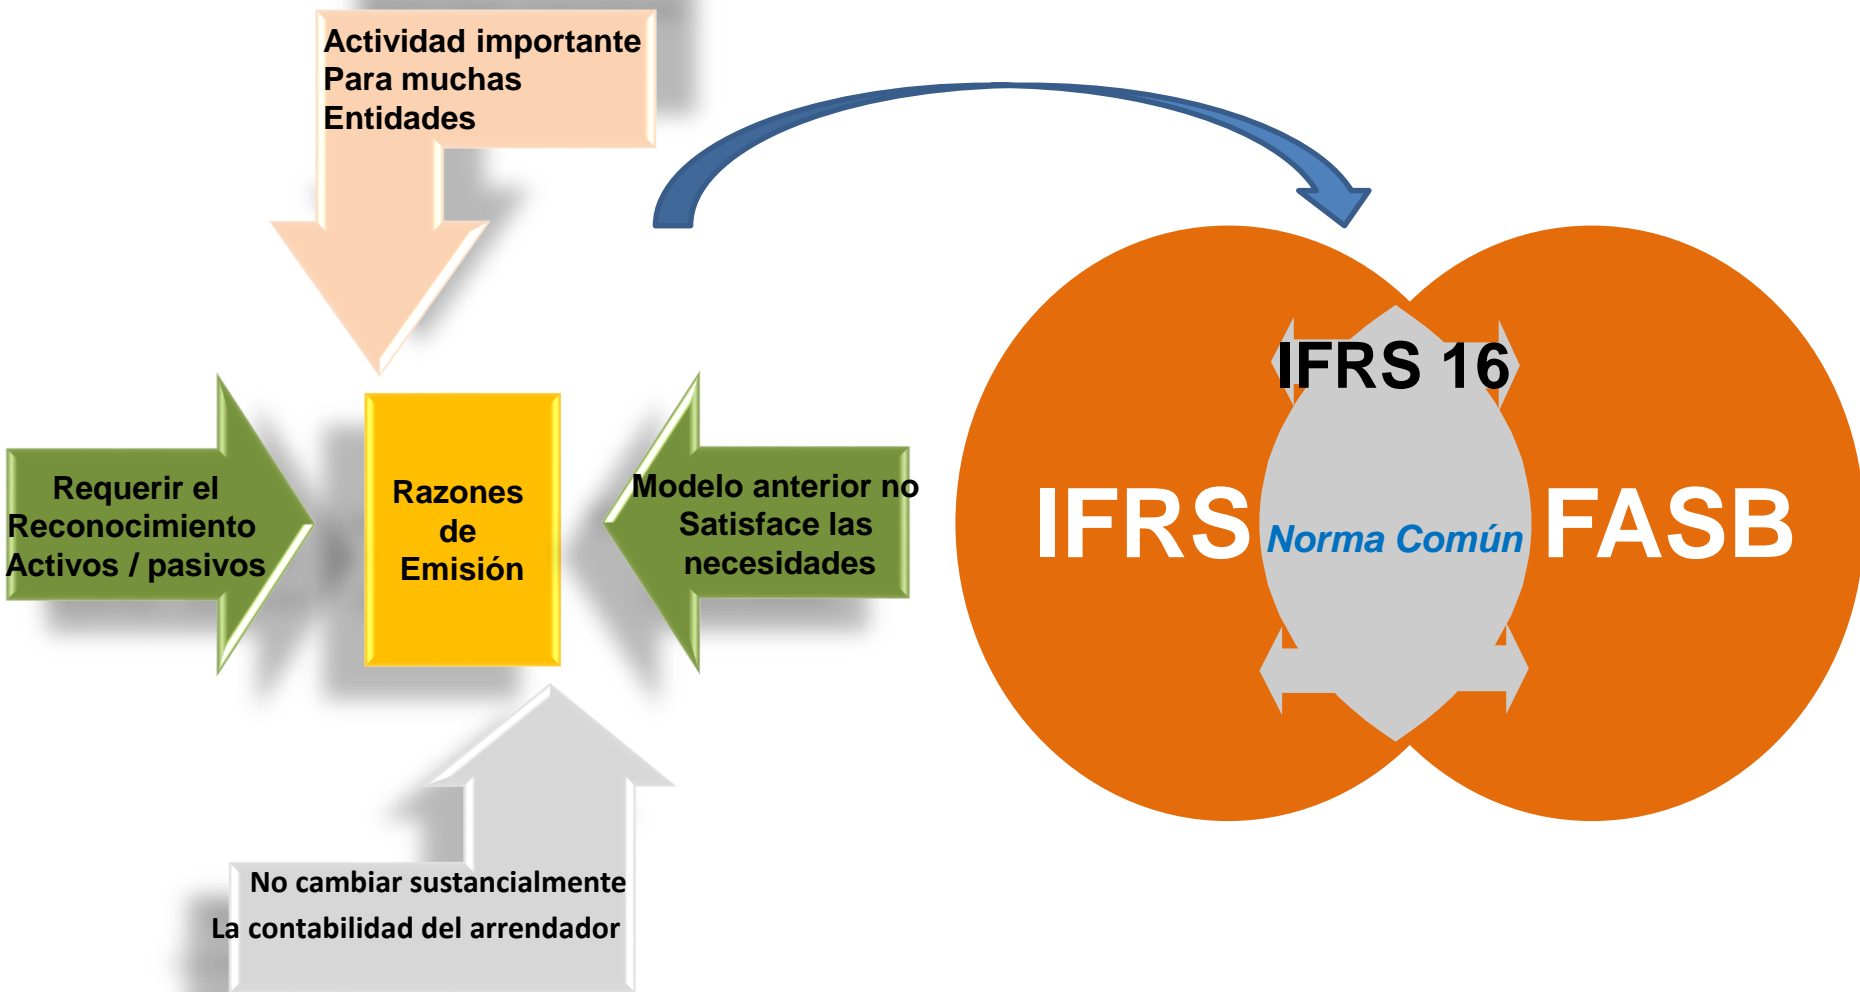 Actividad importante
Para muchas
Entidades
Requerir el
Reconocimiento
Activos / pasivos
Razones
de
Emisión
Modelo anterior no
Satisface las
necesidades
No cambiar sustancialmente
La contabilidad del arrendador
IFRS 16
IFRS
Norma Común
FASB